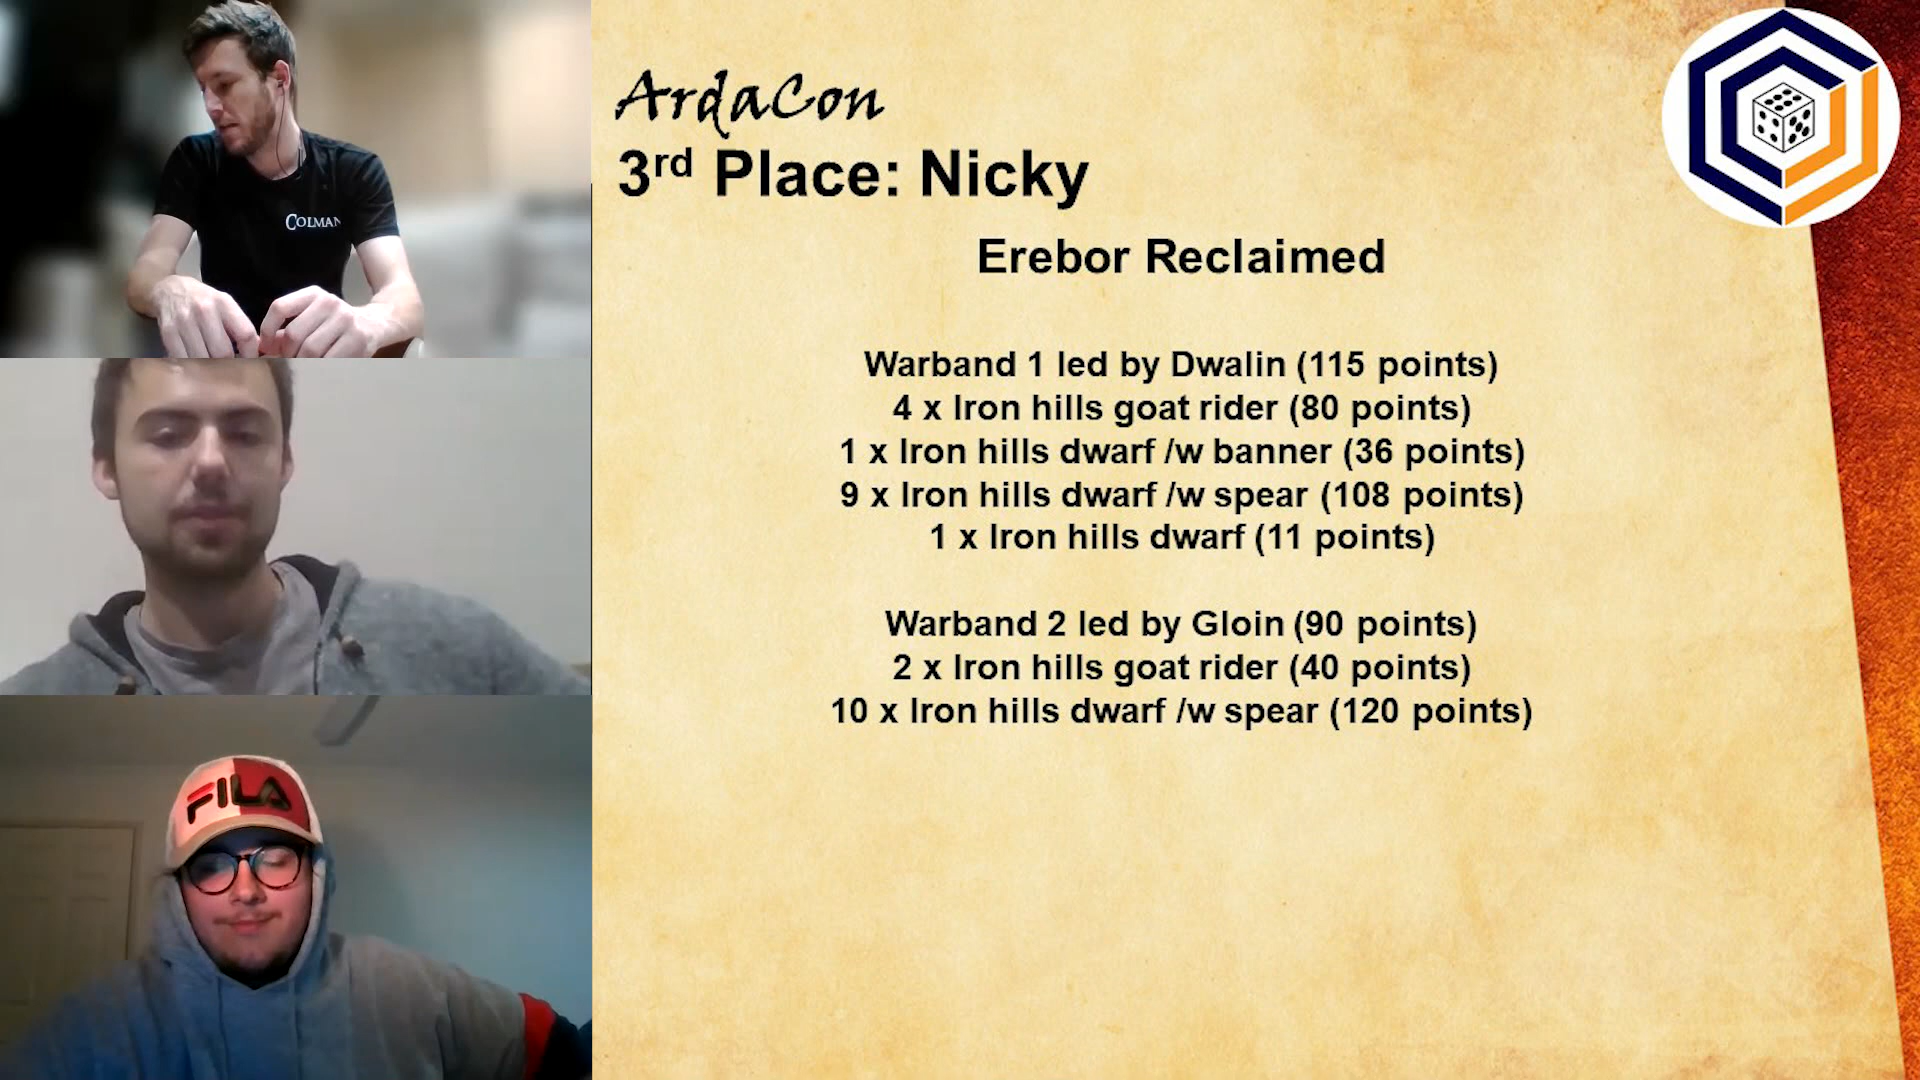 ArdaCon
3rd Place: Nicky
Erebor Reclaimed
Warband 1 led by Dwalin (115 points)
4 x Iron hills goat rider (80 points)
1 x Iron hills dwarf /w banner (36 points)
9 x Iron hills dwarf /w spear (108 points)
1 x Iron hills dwarf (11 points)
Warband 2 led by Gloin (90 points)
2 x Iron hills goat rider (40 points)
10 x Iron hills dwarf /w spear (120 points)
COLMAN
FILA